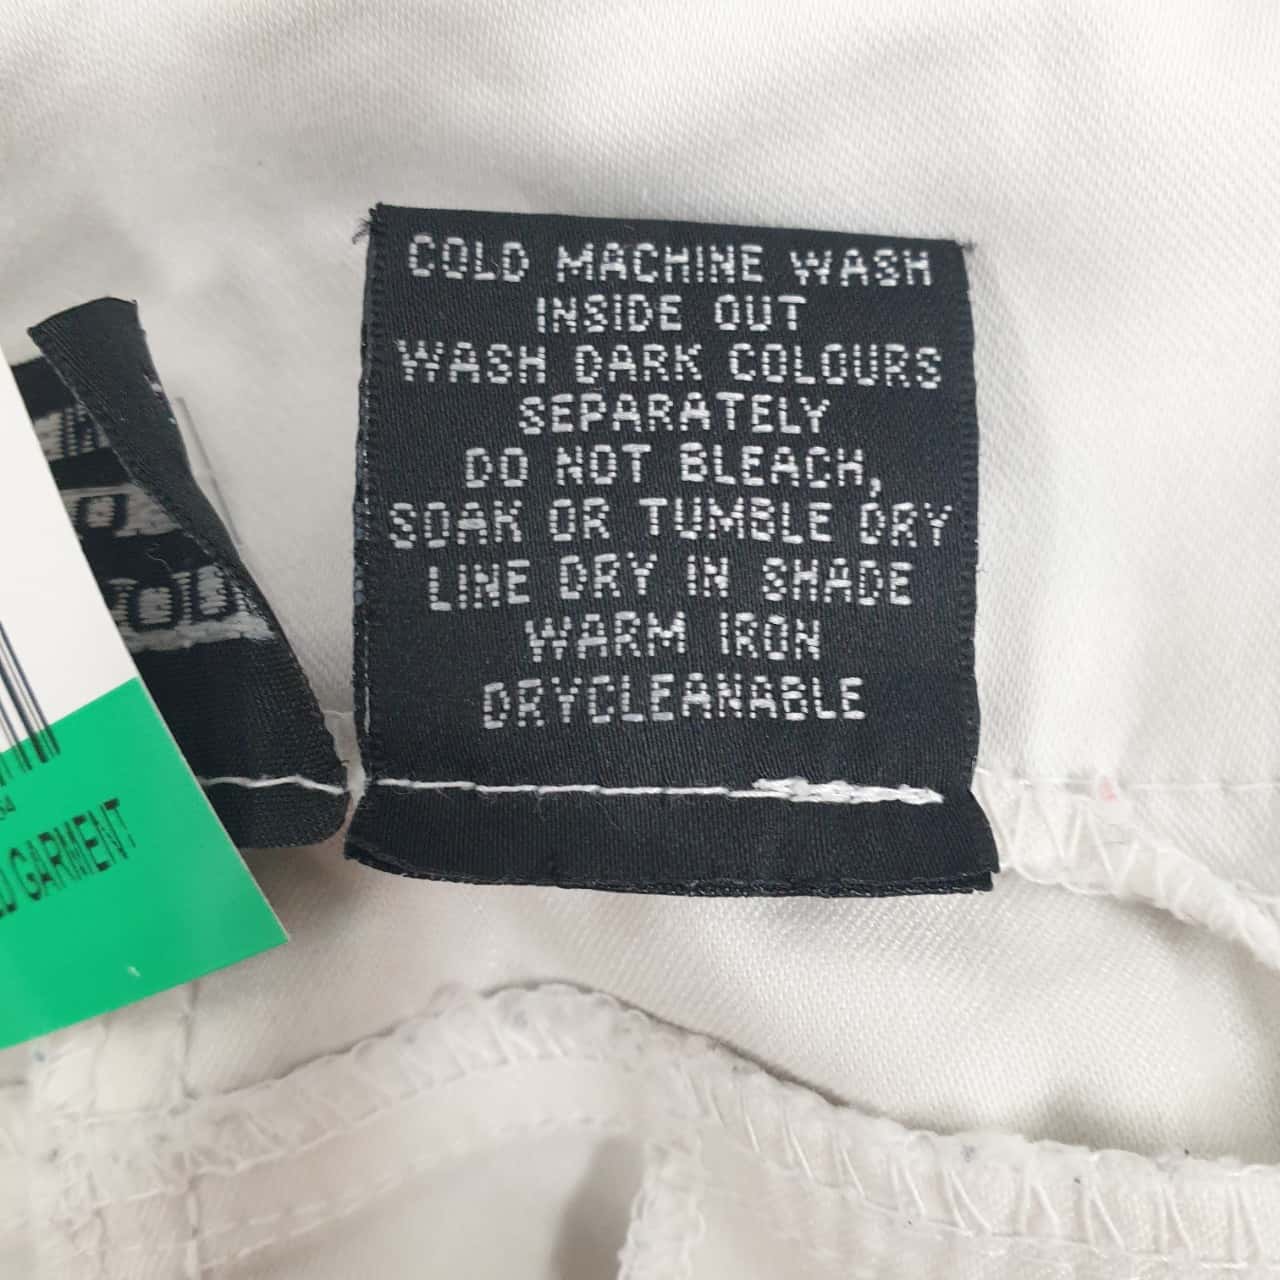 COLD MACHINE WASH
INSIDE OUT
WASH DARK COLOURS
SEPARATELY
DO NOT BLEACH,
SOAK OR TUMBLE DRY
LINE DRY IN SHADE
WARM IRON
DRYCLEANABLE
GARMENT